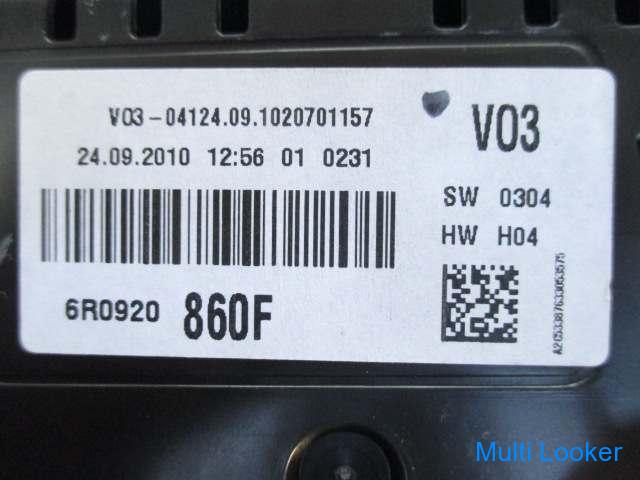 V03-04124.09.1020701157
24.09.2010 12:56 01 0231
V03
SW 0304
HW H04
6R0920 860F
A2C53387633053575
Multi Looker